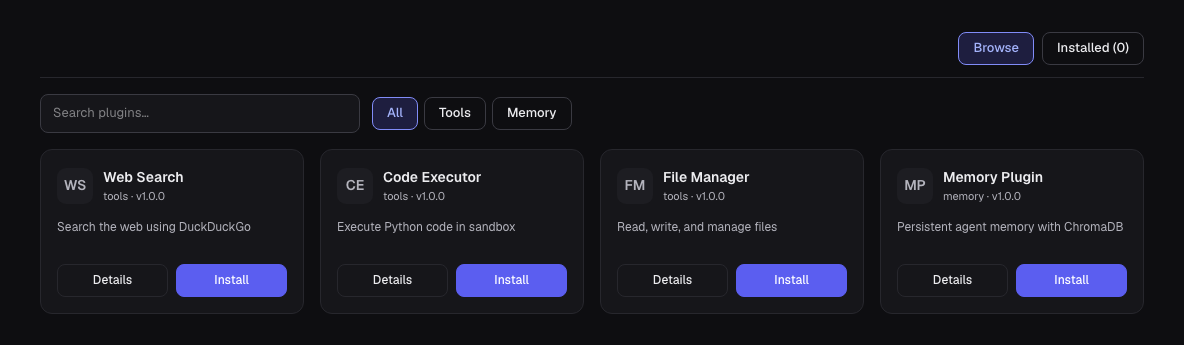 Browse
Installed (0)
Search plugins...
All
Tools
Memory
WS
Web Search
tools · v1.0.0
Search the web using DuckDuckGo
Details
Install
CE
Code Executor
tools · v1.0.0
Execute Python code in sandbox
Details
Install
FM
File Manager
tools · v1.0.0
Read, write, and manage files
Details
Install
MP
Memory Plugin
memory · v1.0.0
Persistent agent memory with ChromaDB
Details
Install